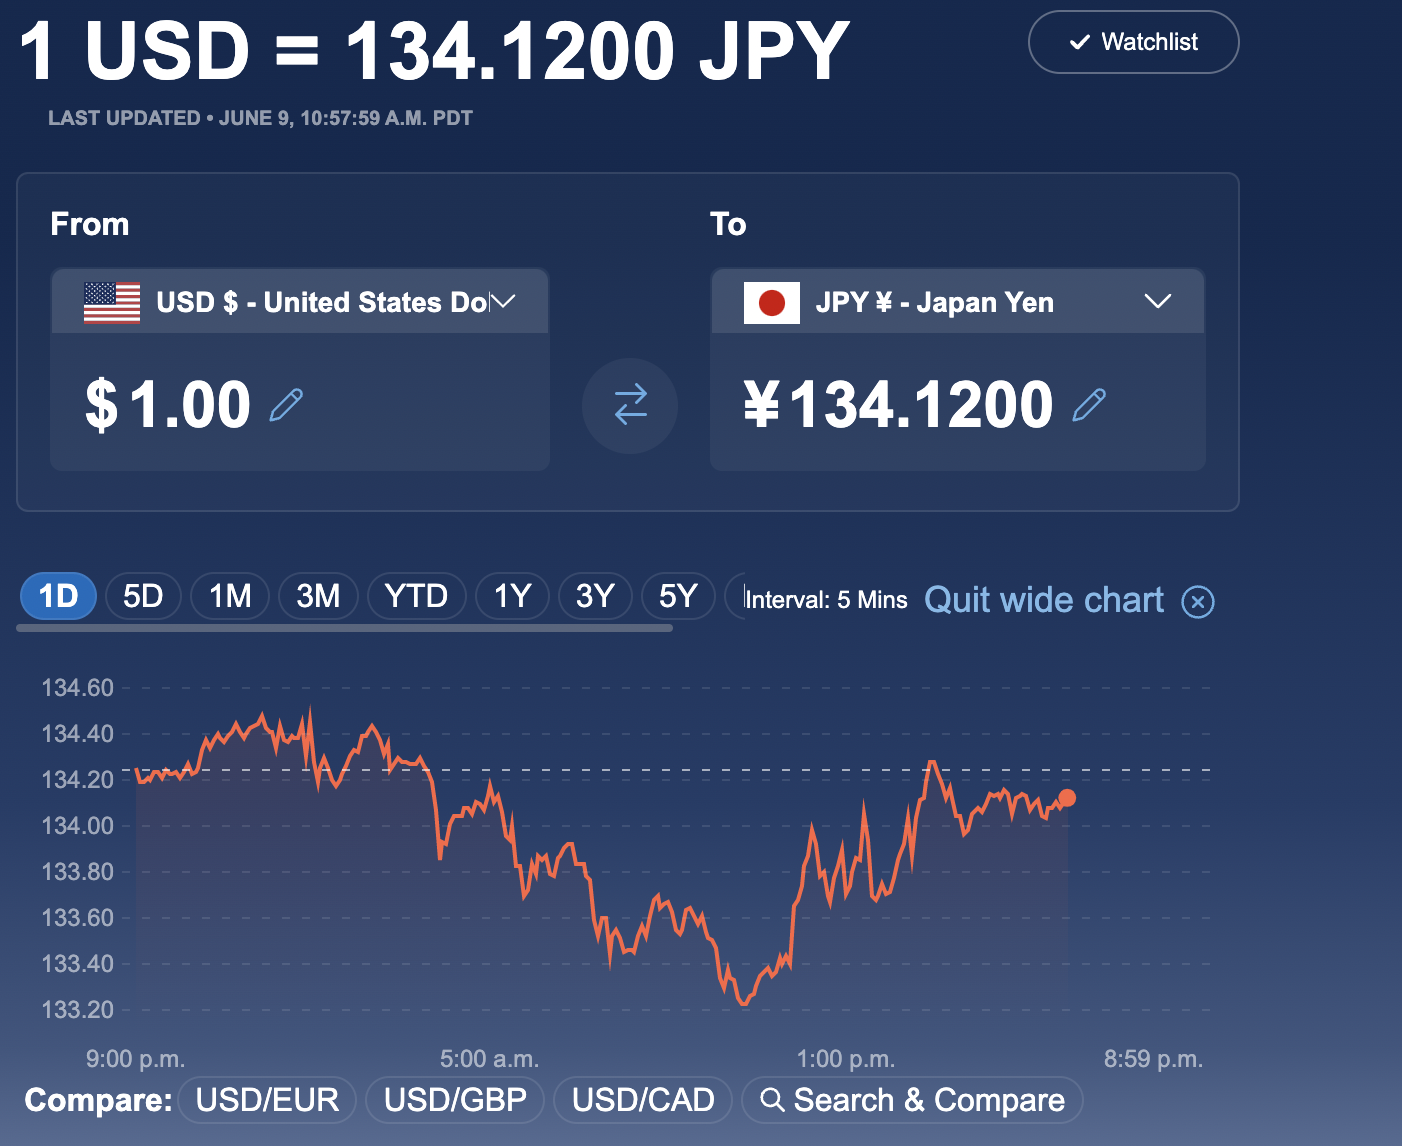 1 USD = 134.1200 JPY
Watchlist
LAST UPDATED • JUNE 9, 10:57:59 A.M. PDT
From
To
USD $ - United States Do
JPY ¥ - Japan Yen
$1.00
¥134.1200
1D 5D 1M 3M YTD 1Y 3Y 5Y
Interval: 5 Mins
Quit wide chart
134.60
134.40
134.20
134.00
133.80
133.60
133.40
133.20
9:00 p.m. 5:00 a.m. 1:00 p.m. 8:59 p.m.
Compare: USD/EUR USD/GBP USD/CAD Search & Compare